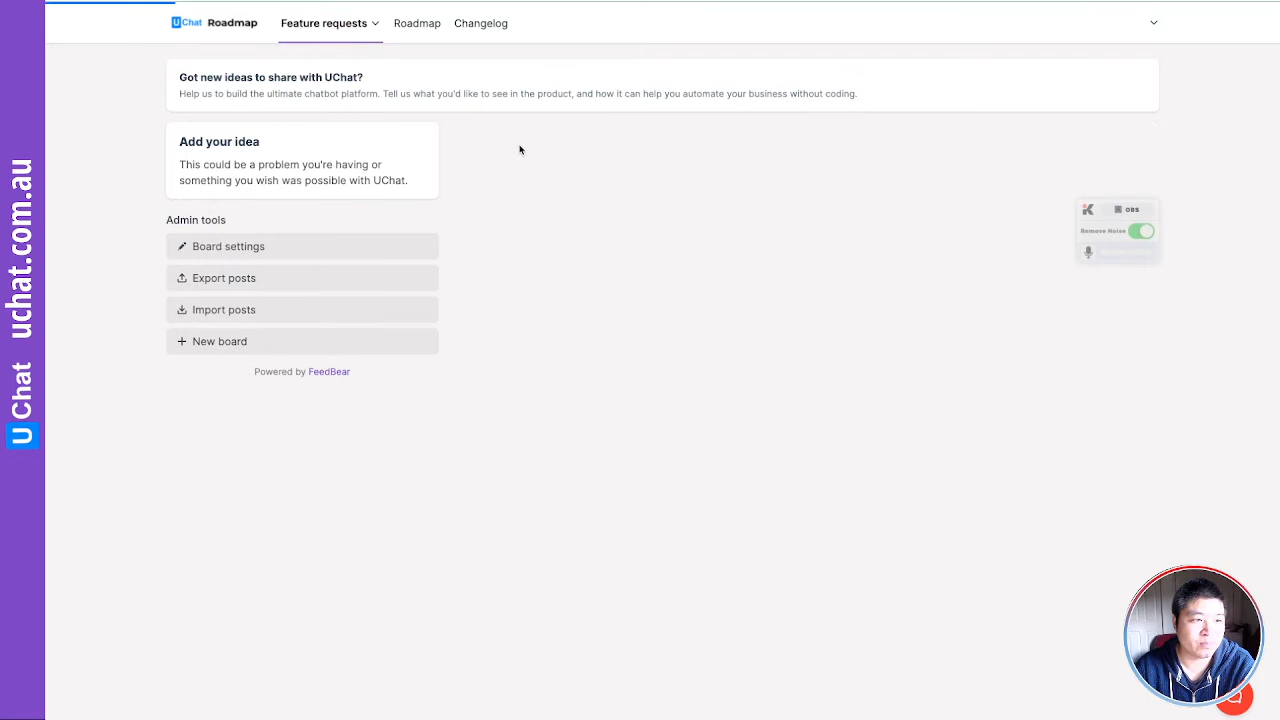 UChat uchat.com.au
UChat Roadmap
Feature requests
Roadmap
Changelog
Got new ideas to share with UChat?
Help us to build the ultimate chatbot platform. Tell us what you'd like to see in the product, and how it can help you automate your business without coding.
Add your idea
This could be a problem you're having or
something you wish was possible with UChat.
Admin tools
Board settings
Export posts
Import posts
New board
Powered by FeedBear
OBS
Remove Noise